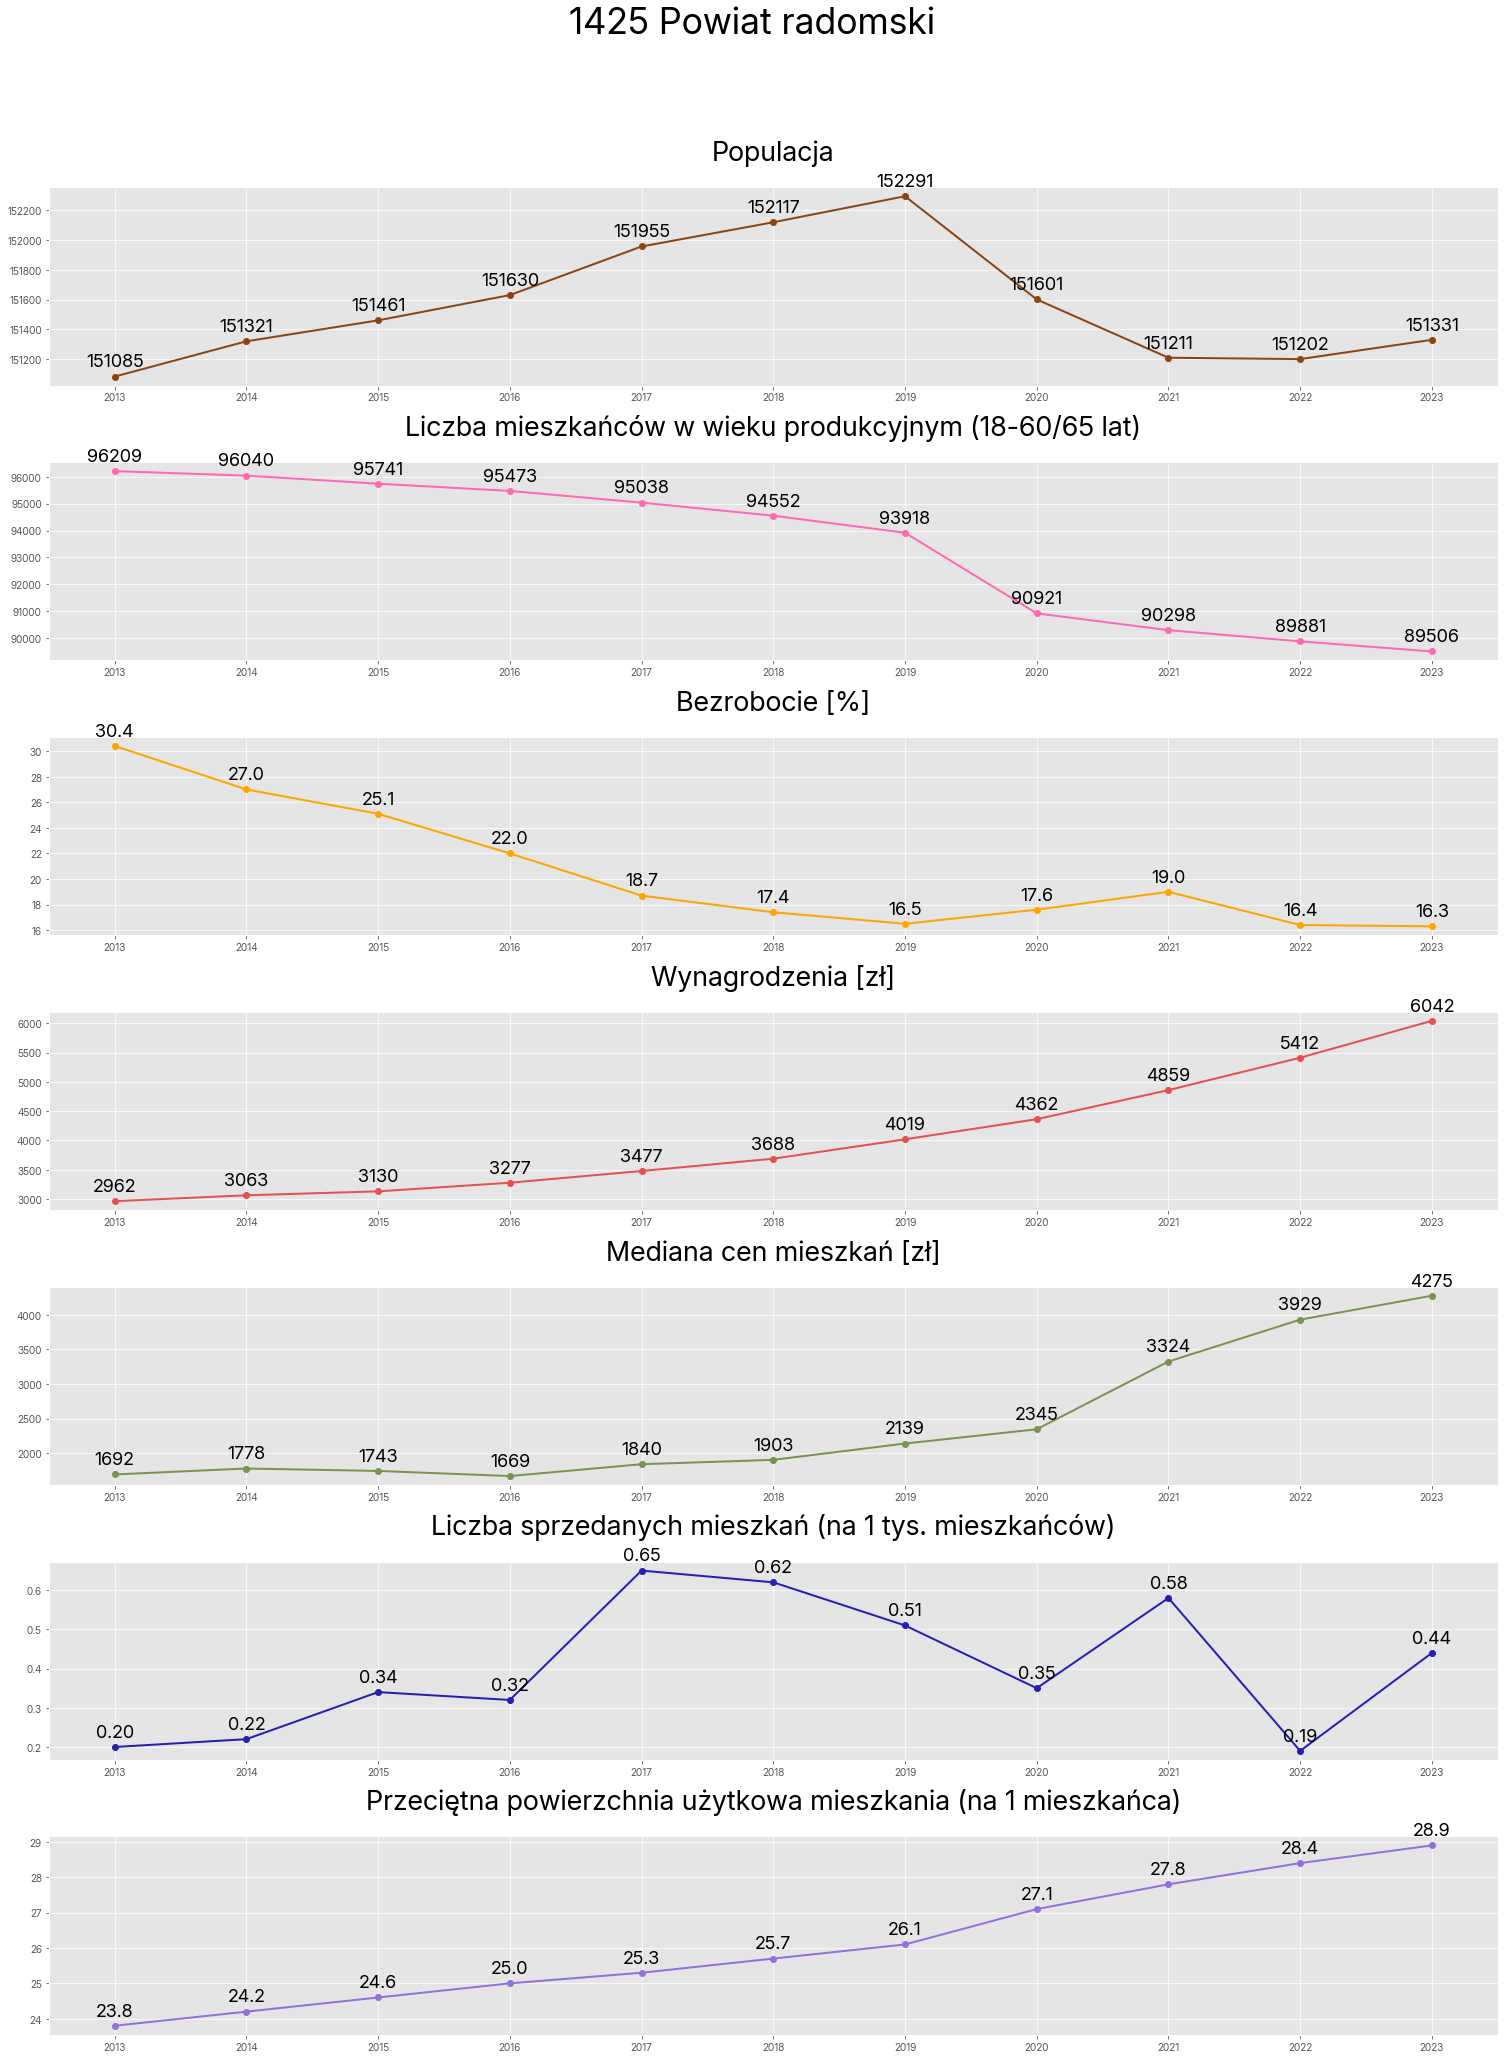 1425 Powiat radomski
Populacja
152291
152117
151955
151630
151601
151461
151321
151331
151211
151202
151085
152200
152000
151800
151600
151400
151200
2013 2014 2015 2016 2017 2018 2019 2020 2021 2022 2023
Liczba mieszkańców w wieku produkcyjnym (18-60/65 lat)
96209 96040 95741 95473 95038 94552 93918 90921 90298 89881 89506
96000
95000
94000
93000
92000
91000
90000
2013 2014 2015 2016 2017 2018 2019 2020 2021 2022 2023
Bezrobocie [%]
30.4 27.0 25.1 22.0 18.7 17.4 16.5 17.6 19.0 16.4 16.3
30
28
26
24
22
20
18
16
2013 2014 2015 2016 2017 2018 2019 2020 2021 2022 2023
Wynagrodzenia [zł]
2962 3063 3130 3277 3477 3688 4019 4362 4859 5412 6042
6000
5500
5000
4500
4000
3500
3000
2013 2014 2015 2016 2017 2018 2019 2020 2021 2022 2023
Mediana cen mieszkań [zł]
1692 1778 1743 1669 1840 1903 2139 2345 3324 3929 4275
4000
3500
3000
2500
2000
2013 2014 2015 2016 2017 2018 2019 2020 2021 2022 2023
Liczba sprzedanych mieszkań (na 1 tys. mieszkańców)
0.20 0.22 0.34 0.32 0.65 0.62 0.51 0.35 0.58 0.19 0.44
0.6
0.5
0.4
0.3
0.2
2013 2014 2015 2016 2017 2018 2019 2020 2021 2022 2023
Przeciętna powierzchnia użytkowa mieszkania (na 1 mieszkańca)
23.8 24.2 24.6 25.0 25.3 25.7 26.1 27.1 27.8 28.4 28.9
29
28
27
26
25
24
2013 2014 2015 2016 2017 2018 2019 2020 2021 2022 2023